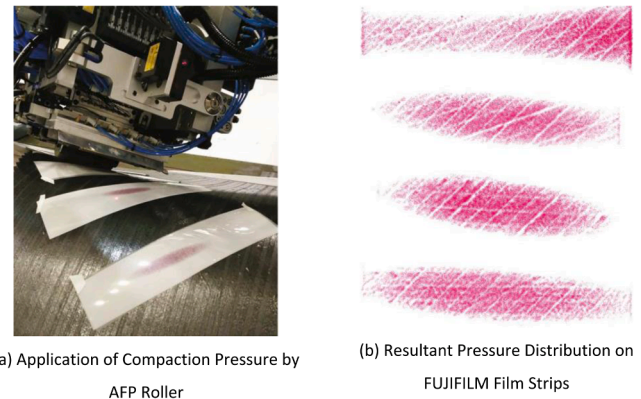 a) Application of Compaction Pressure by
AFP Roller
(b) Resultant Pressure Distribution on
FUJIFILM Film Strips